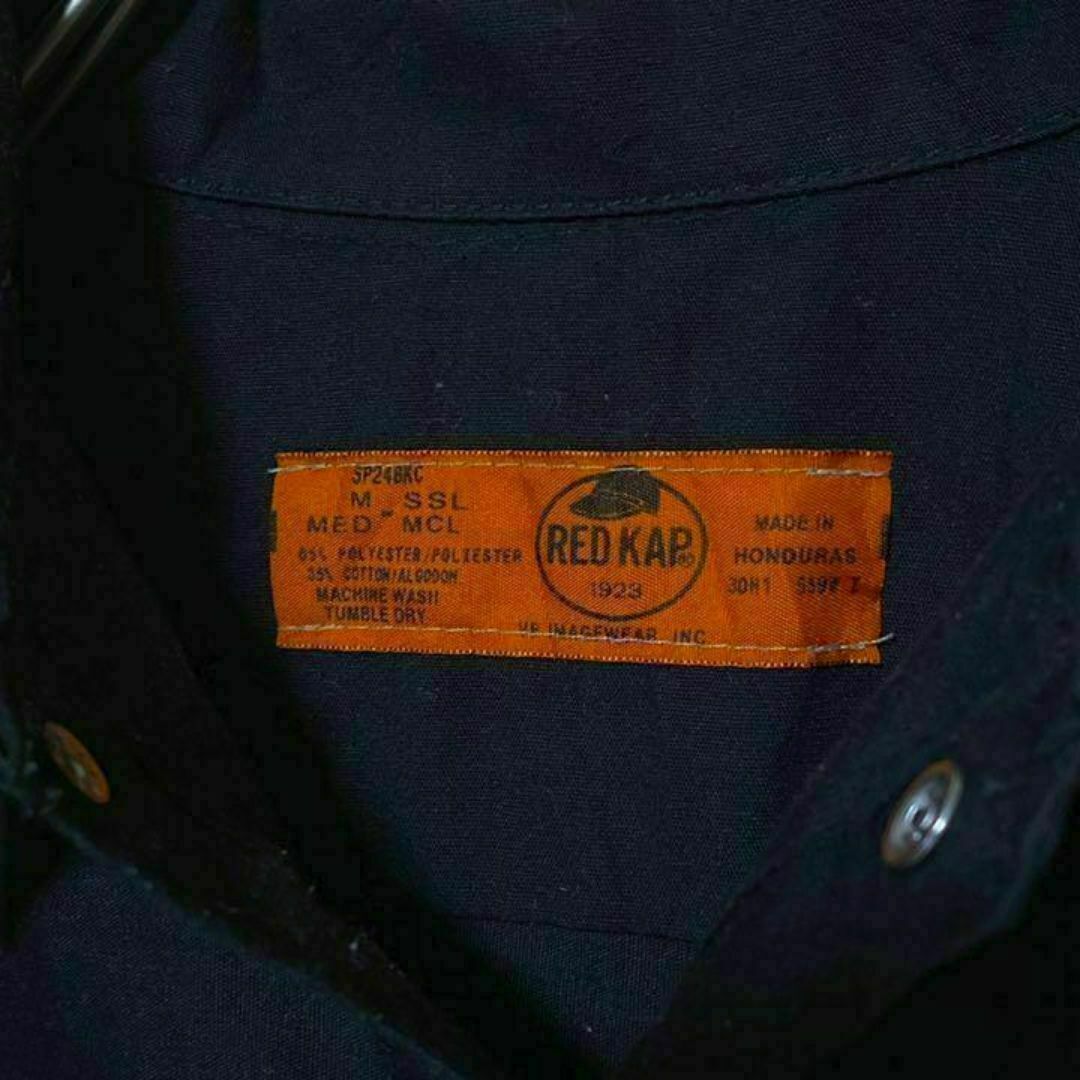 SP24BKC
M - SSL
MED MCL
65% POLYESTER/POLIESTER
35% COTTON/ALGODON
MACHINE WASH
TUMBLE DRY
RED KAP®
1923
VF IMAGEWEAR, INC
MADE IN
HONDURAS
30H1